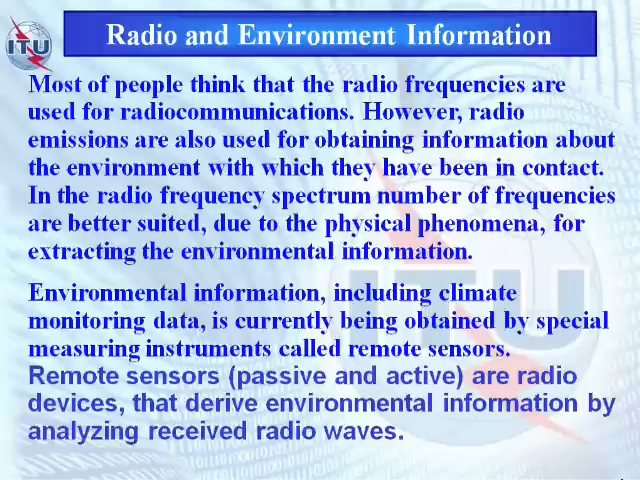 ITU
Radio and Environment Information
Most of people think that the radio frequencies are
used for radiocommunications. However, radio
emissions are also used for obtaining information about
the environment with which they have been in contact.
In the radio frequency spectrum number of frequencies
are better suited, due to the physical phenomena, for
extracting the environmental information.
Environmental information, including climate
monitoring data, is currently being obtained by special
measuring instruments called remote sensors.
Remote sensors (passive and active) are radio
devices, that derive environmental information by
analyzing received radio waves.
ITU